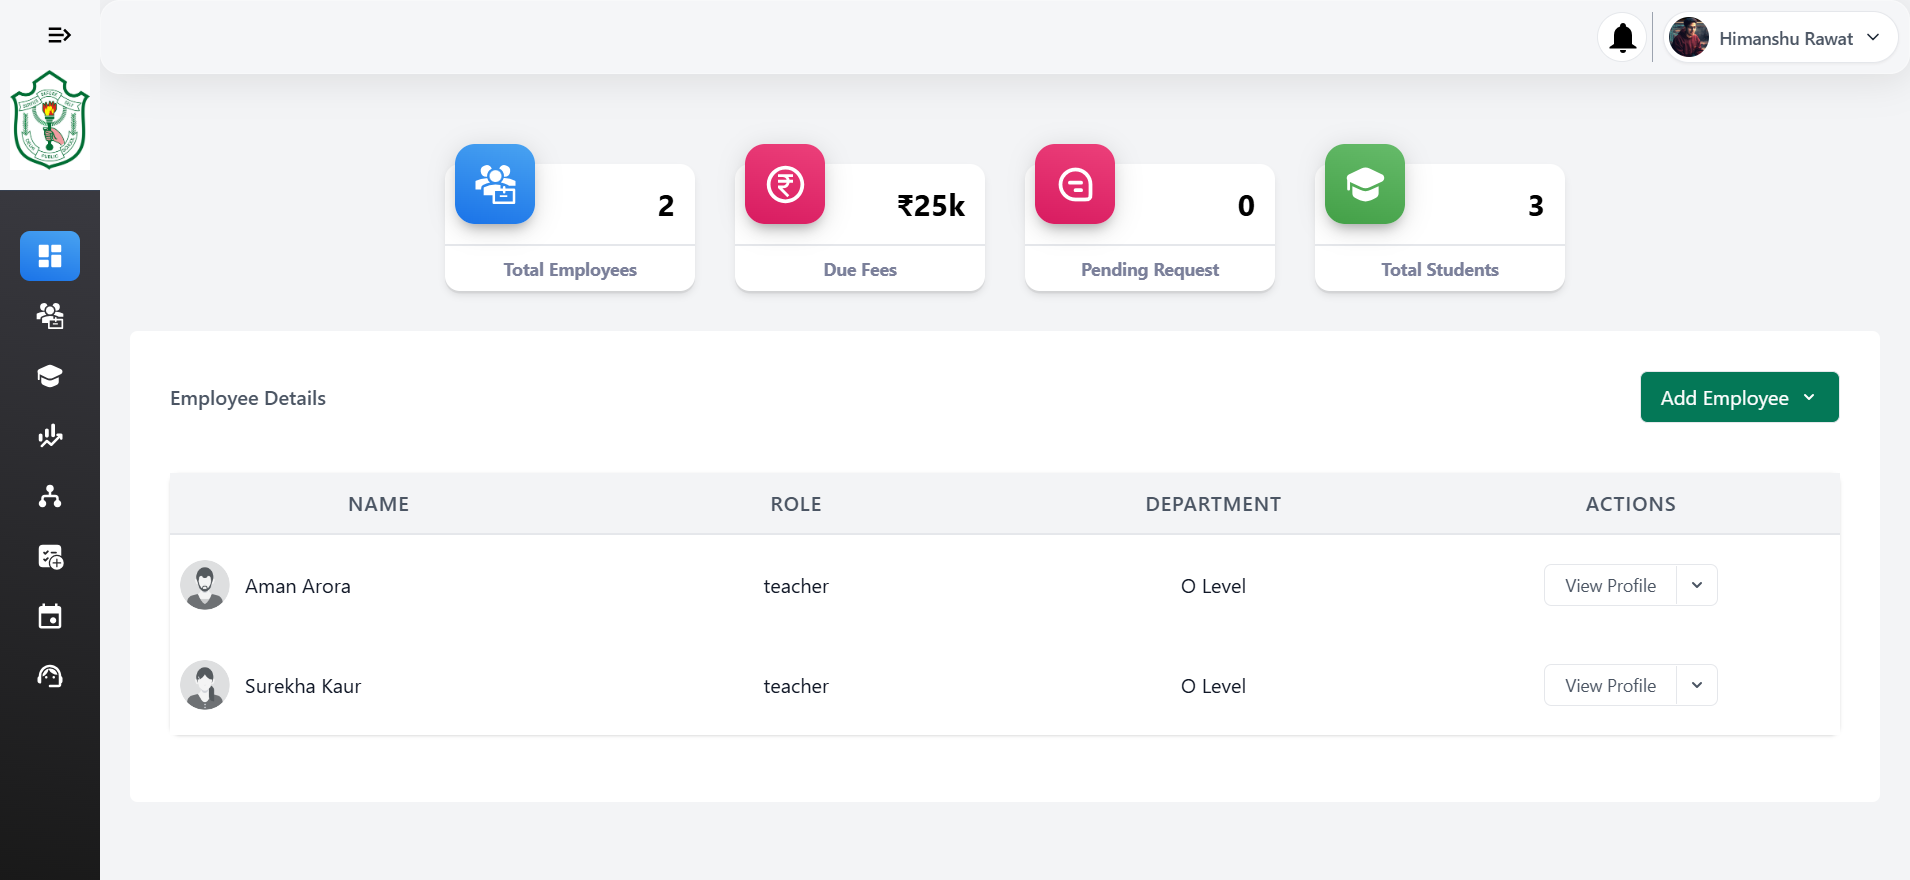 Himanshu Rawat
2
Total Employees
₹25k
Due Fees
0
Pending Request
3
Total Students
Employee Details
Add Employee
NAME ROLE DEPARTMENT ACTIONS
Aman Arora teacher O Level View Profile
Surekha Kaur teacher O Level View Profile